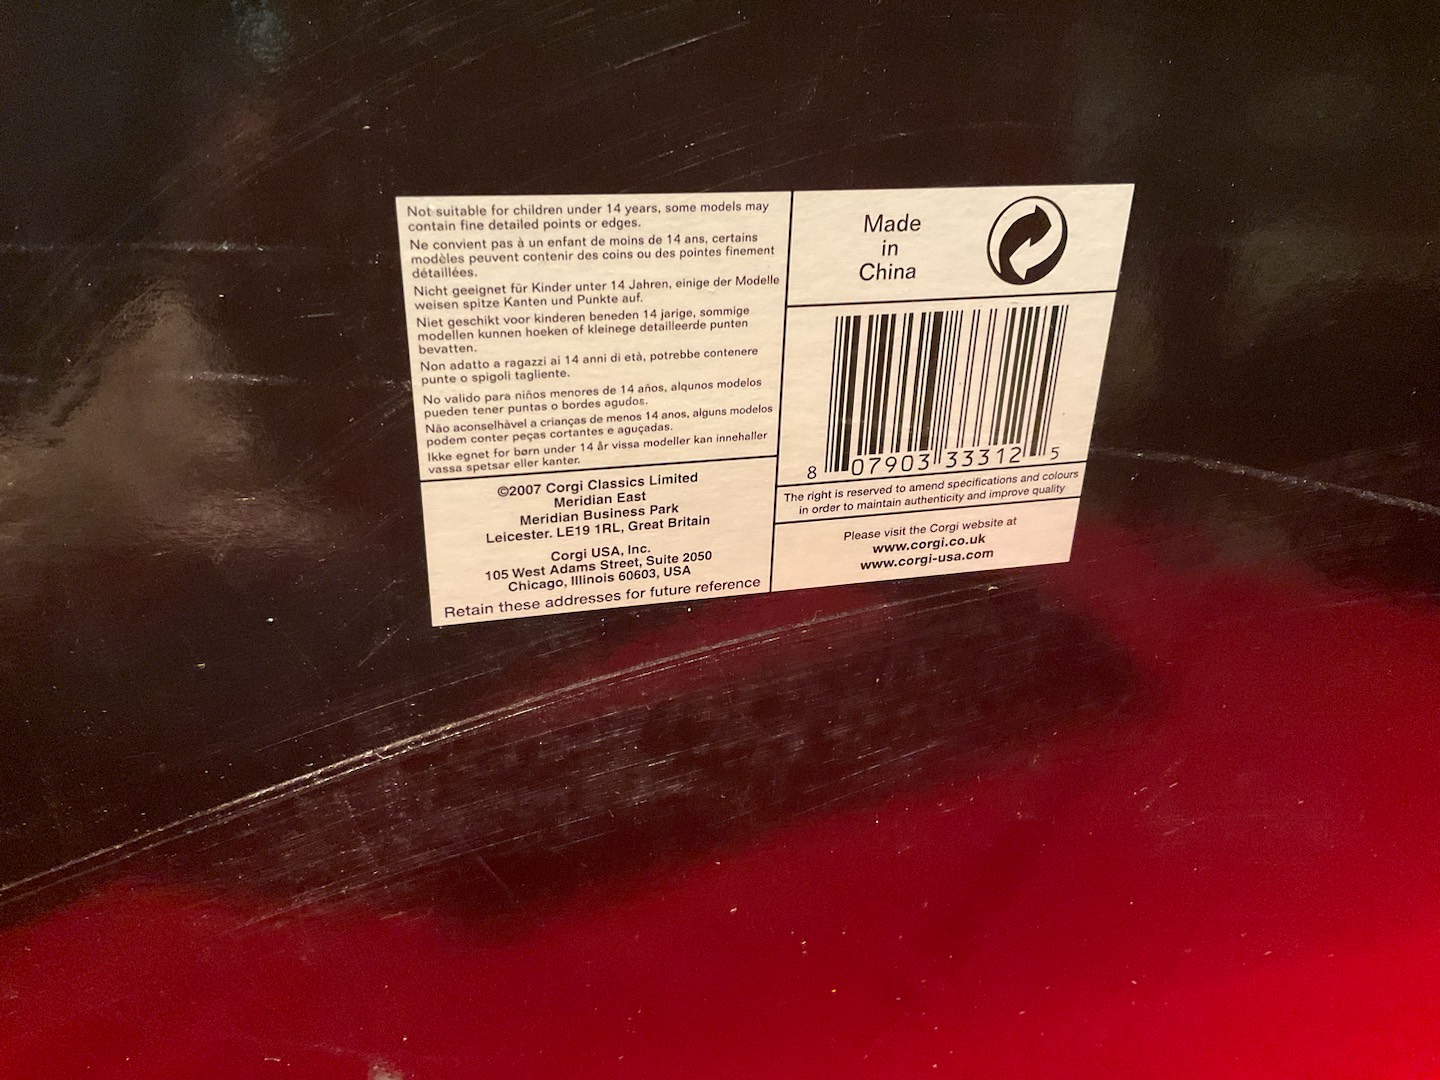 Not suitable for children under 14 years, some models may
contain fine detailed points or edges.
Ne convient pas à un enfant de moins de 14 ans, certains
modèles peuvent contenir des coins ou des pointes finement
détaillées.
Nicht geeignet für Kinder unter 14 Jahren, einige der Modelle
weisen spitze Kanten und Punkte auf.
Niet geschikt voor kinderen beneden 14 jarige, sommige
modellen kunnen hoeken of kleinege detailleerde punten
bevatten.
Non adatto a ragazzi ai 14 anni di età, potrebbe contenere
punte o spigoli tagliente.
No valido para niños menores de 14 años, alqunos modelos
pueden tener puntas o bordes agudos.
Não aconselhàvel a crianças de menos 14 anos, alguns modelos
podem conter peças cortantes e aguçadas.
Ikke egnet for børn under 14 år vissa modeller kan innehaller
vassa spetsar eller kanter.
©2007 Corgi Classics Limited
Meridian East
Meridian Business Park
Leicester. LE19 1RL, Great Britain
Corgi USA, Inc.
105 West Adams Street, Suite 2050
Chicago, Illinois 60603, USA
Retain these addresses for future reference
Made
in
China
8 07903 33312 5
The right is reserved to amend specifications and colours
in order to maintain authenticity and improve quality
Please visit the Corgi website at
www.corgi.co.uk
www.corgi-usa.com